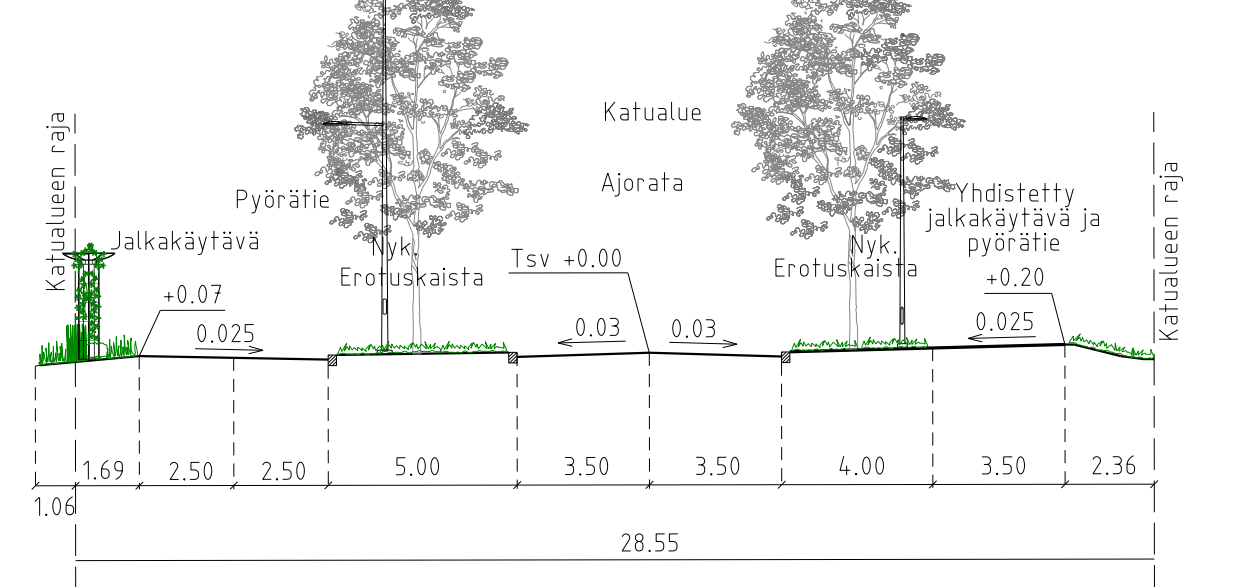 Katualue
Ajorata
Katualueen raja
Pyörätie
Jalkakäytävä
Nyk.
Erotuskaista
Tsv +0.00
Nyk.
Erotuskaista
Yhdistetty
jalkakäytävä ja
pyörätie
Katualueen raja
+0.07
+0.20
0.025
0.03
0.03
0.025
1.69
2.50
2.50
5.00
3.50
3.50
4.00
3.50
2.36
1.06
28.55